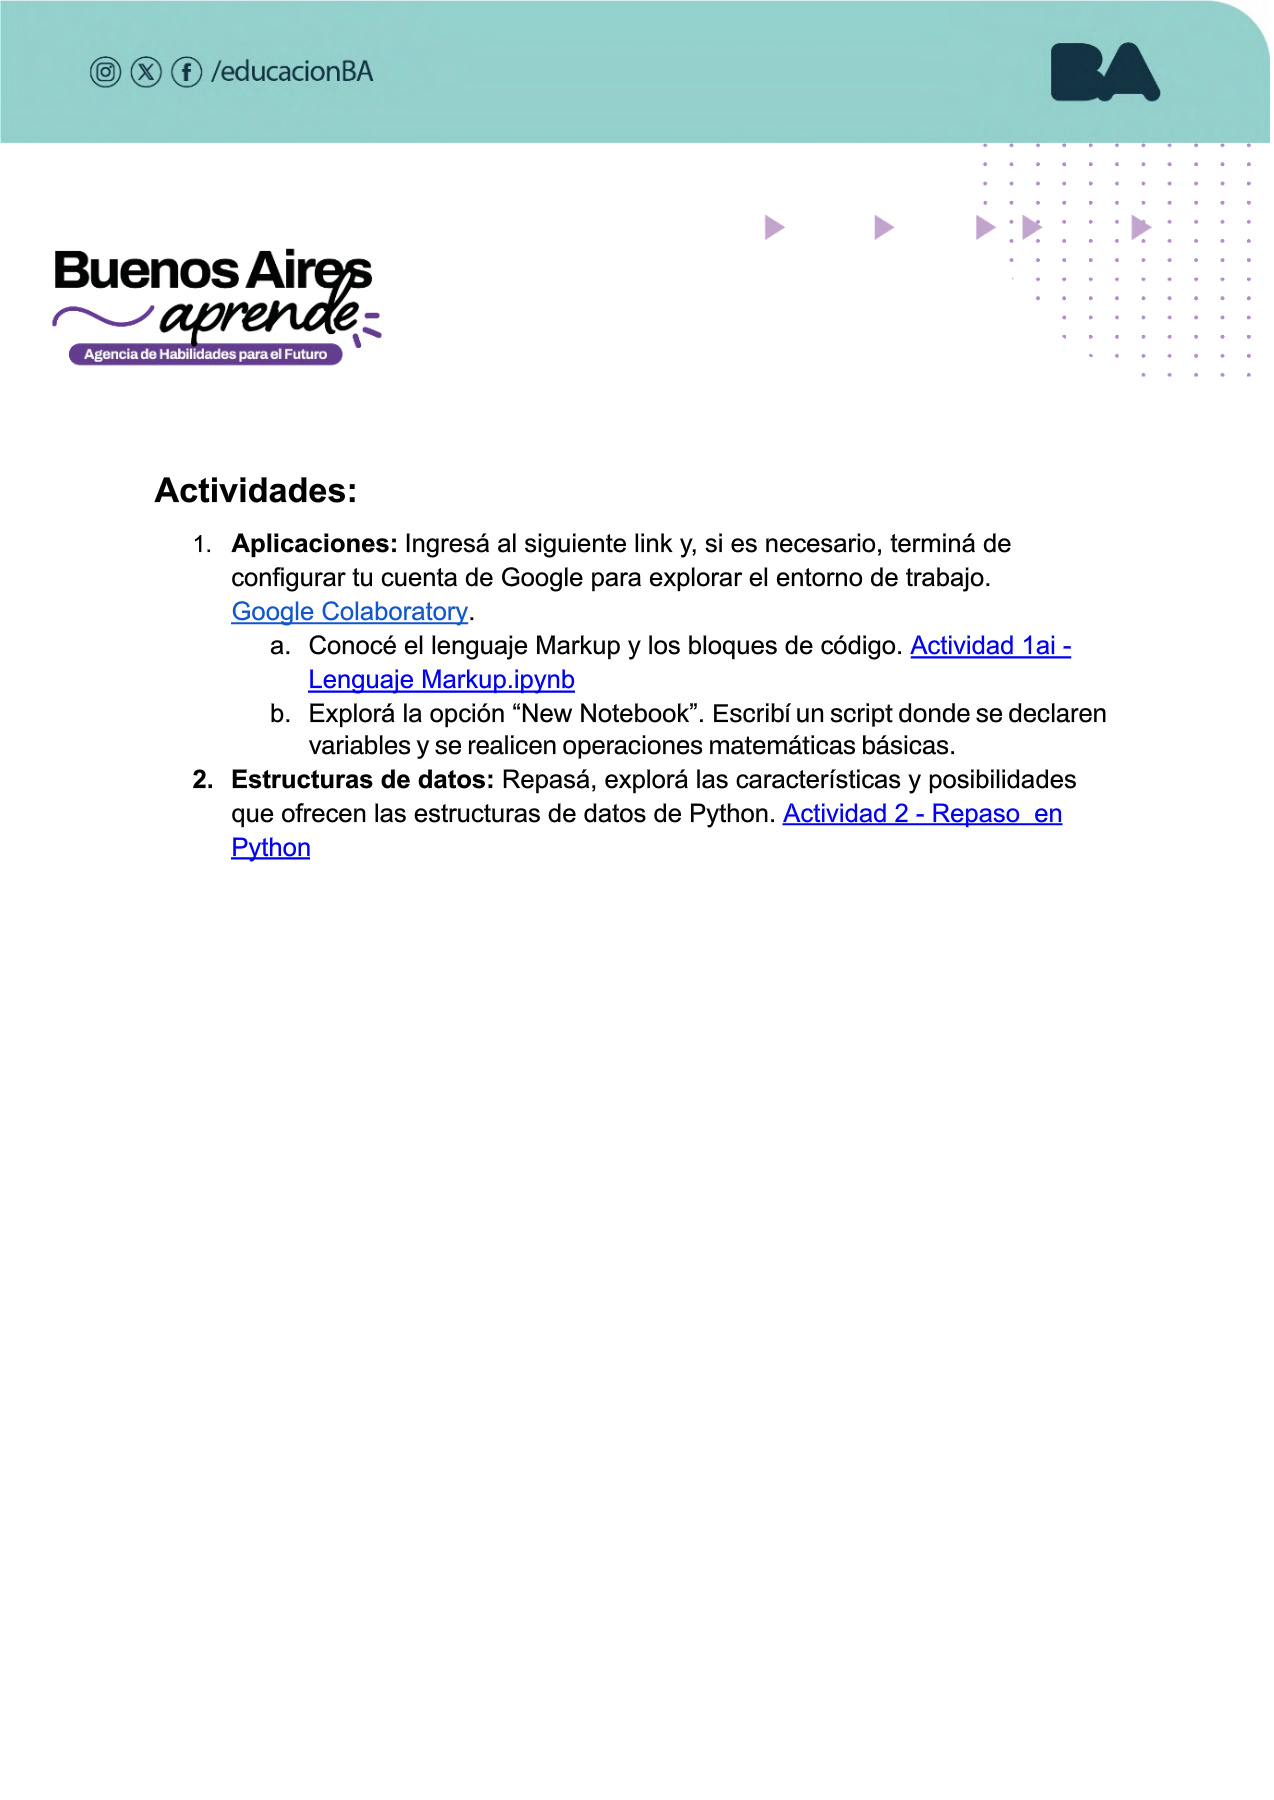 /educacionBA
BA
Buenos Aires
aprende
Agencia de Habilidades para el Futuro
Actividades:
1. Aplicaciones: Ingresá al siguiente link y, si es necesario, terminá de
configurar tu cuenta de Google para explorar el entorno de trabajo.
Google Colaboratory.
a. Conocé el lenguaje Markup y los bloques de código. Actividad 1ai -
Lenguaje Markup.ipynb
b. Explorá la opción “New Notebook”. Escribí un script donde se declaren
variables y se realicen operaciones matemáticas básicas.
2. Estructuras de datos: Repasá, explorá las características y posibilidades
que ofrecen las estructuras de datos de Python. Actividad 2 - Repaso  en
Python